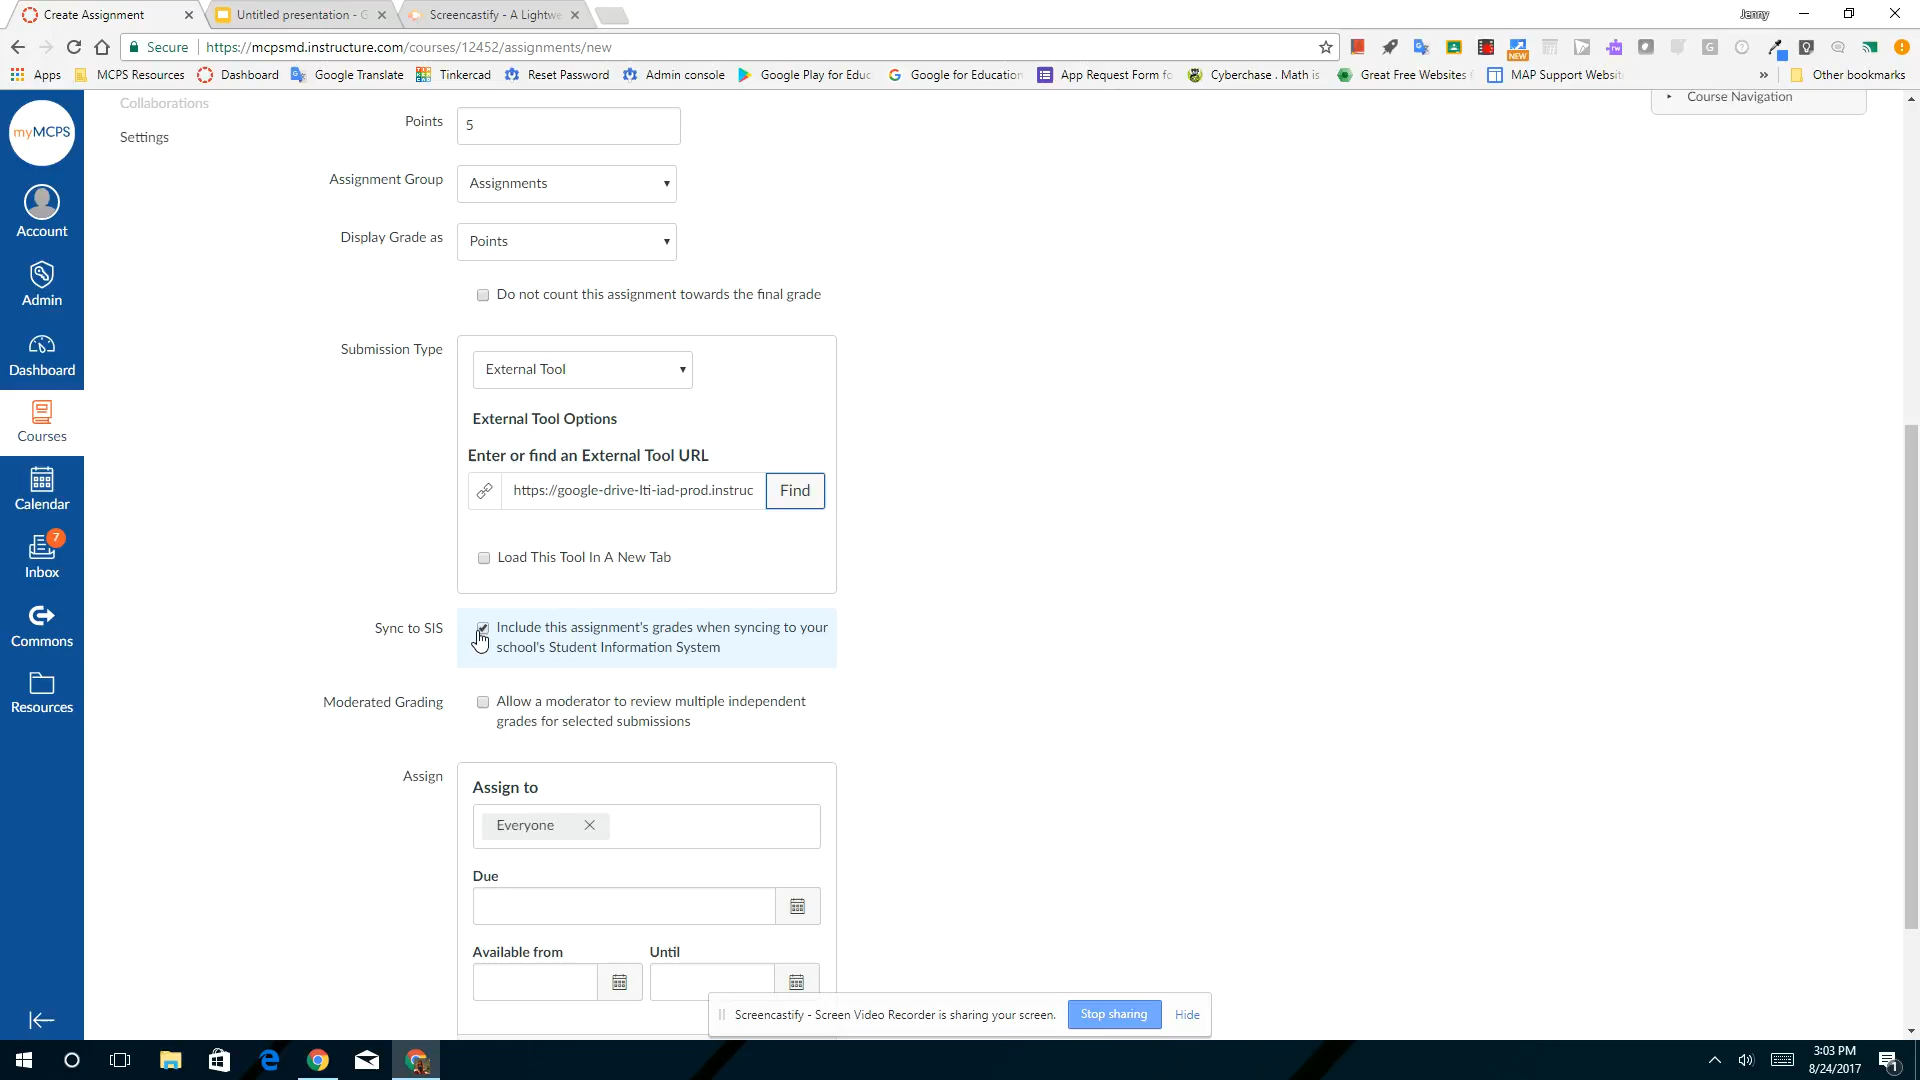 Create Assignment
Untitled presentation - G
Screencastify - A Lightwe
Jenny
Secure
https://mcpsmd.instructure.com/courses/12452/assignments/new
NEW
Apps
MCPS Resources
Dashboard
Google Translate
Tinkercad
Reset Password
Admin console
Google Play for Educ
Google for Education
App Request Form fo
Cyberchase . Math is
Great Free Websites
MAP Support Websit
»
Other bookmarks
myMCPS
Account
Admin
Dashboard
Courses
Calendar
7
Inbox
Commons
Resources
Collaborations
Settings
Course Navigation
Points
5
Assignment Group
Assignments
Display Grade as
Points
Do not count this assignment towards the final grade
Submission Type
External Tool
External Tool Options
Enter or find an External Tool URL
https://google-drive-lti-iad-prod.instruc
Find
Load This Tool In A New Tab
Sync to SIS
Include this assignment's grades when syncing to your
school's Student Information System
Moderated Grading
Allow a moderator to review multiple independent
grades for selected submissions
Assign
Assign to
Everyone
Due
Available from
Until
Screencastify - Screen Video Recorder is sharing your screen.
Stop sharing
Hide
3:03 PM
8/24/2017
1